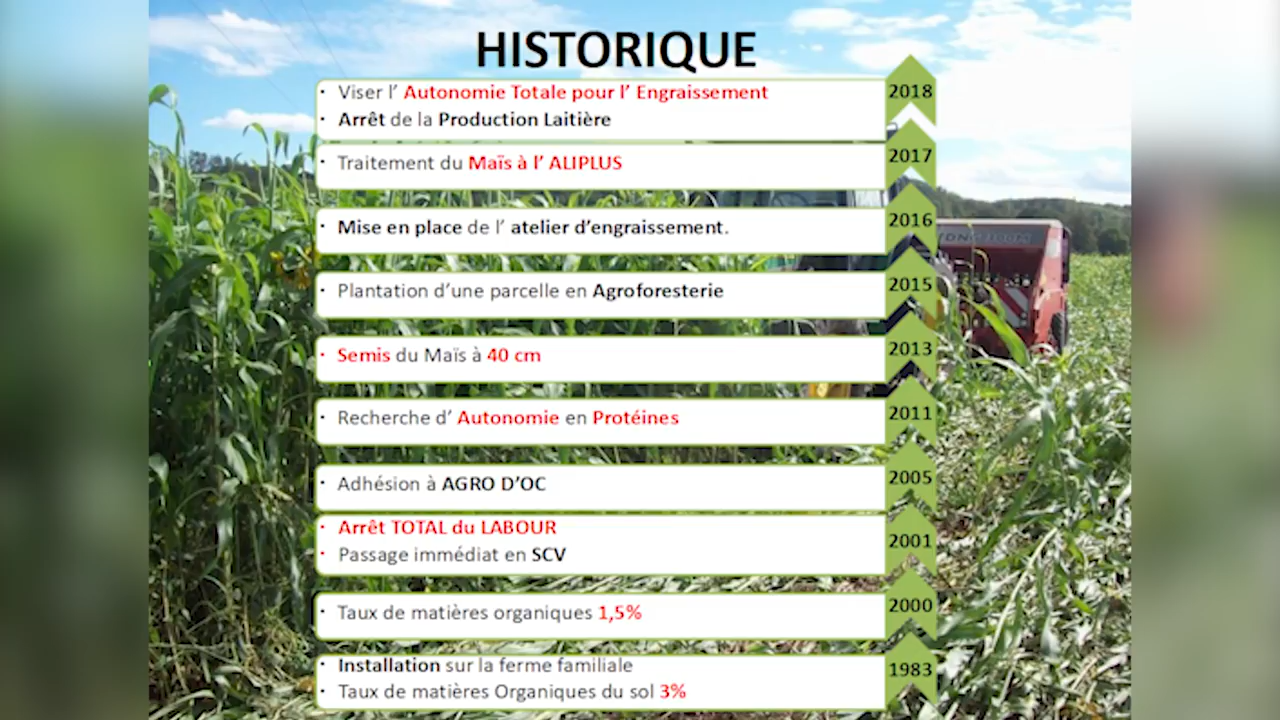 HISTORIQUE
• Viser l’ Autonomie Totale pour l’ Engraissement
• Arrêt de la Production Laitière
2018
• Traitement du Maïs à l’ ALIPLUS
2017
• Mise en place de l’ atelier d’engraissement.
2016
• Plantation d’une parcelle en Agroforesterie
2015
• Semis du Maïs à 40 cm
2013
• Recherche d’ Autonomie en Protéines
2011
• Adhésion à AGRO D’OC
2005
• Arrêt TOTAL du LABOUR
• Passage immédiat en SCV
2001
• Taux de matières organiques 1,5%
2000
• Installation sur la ferme familiale
• Taux de matières Organiques du sol 3%
1983